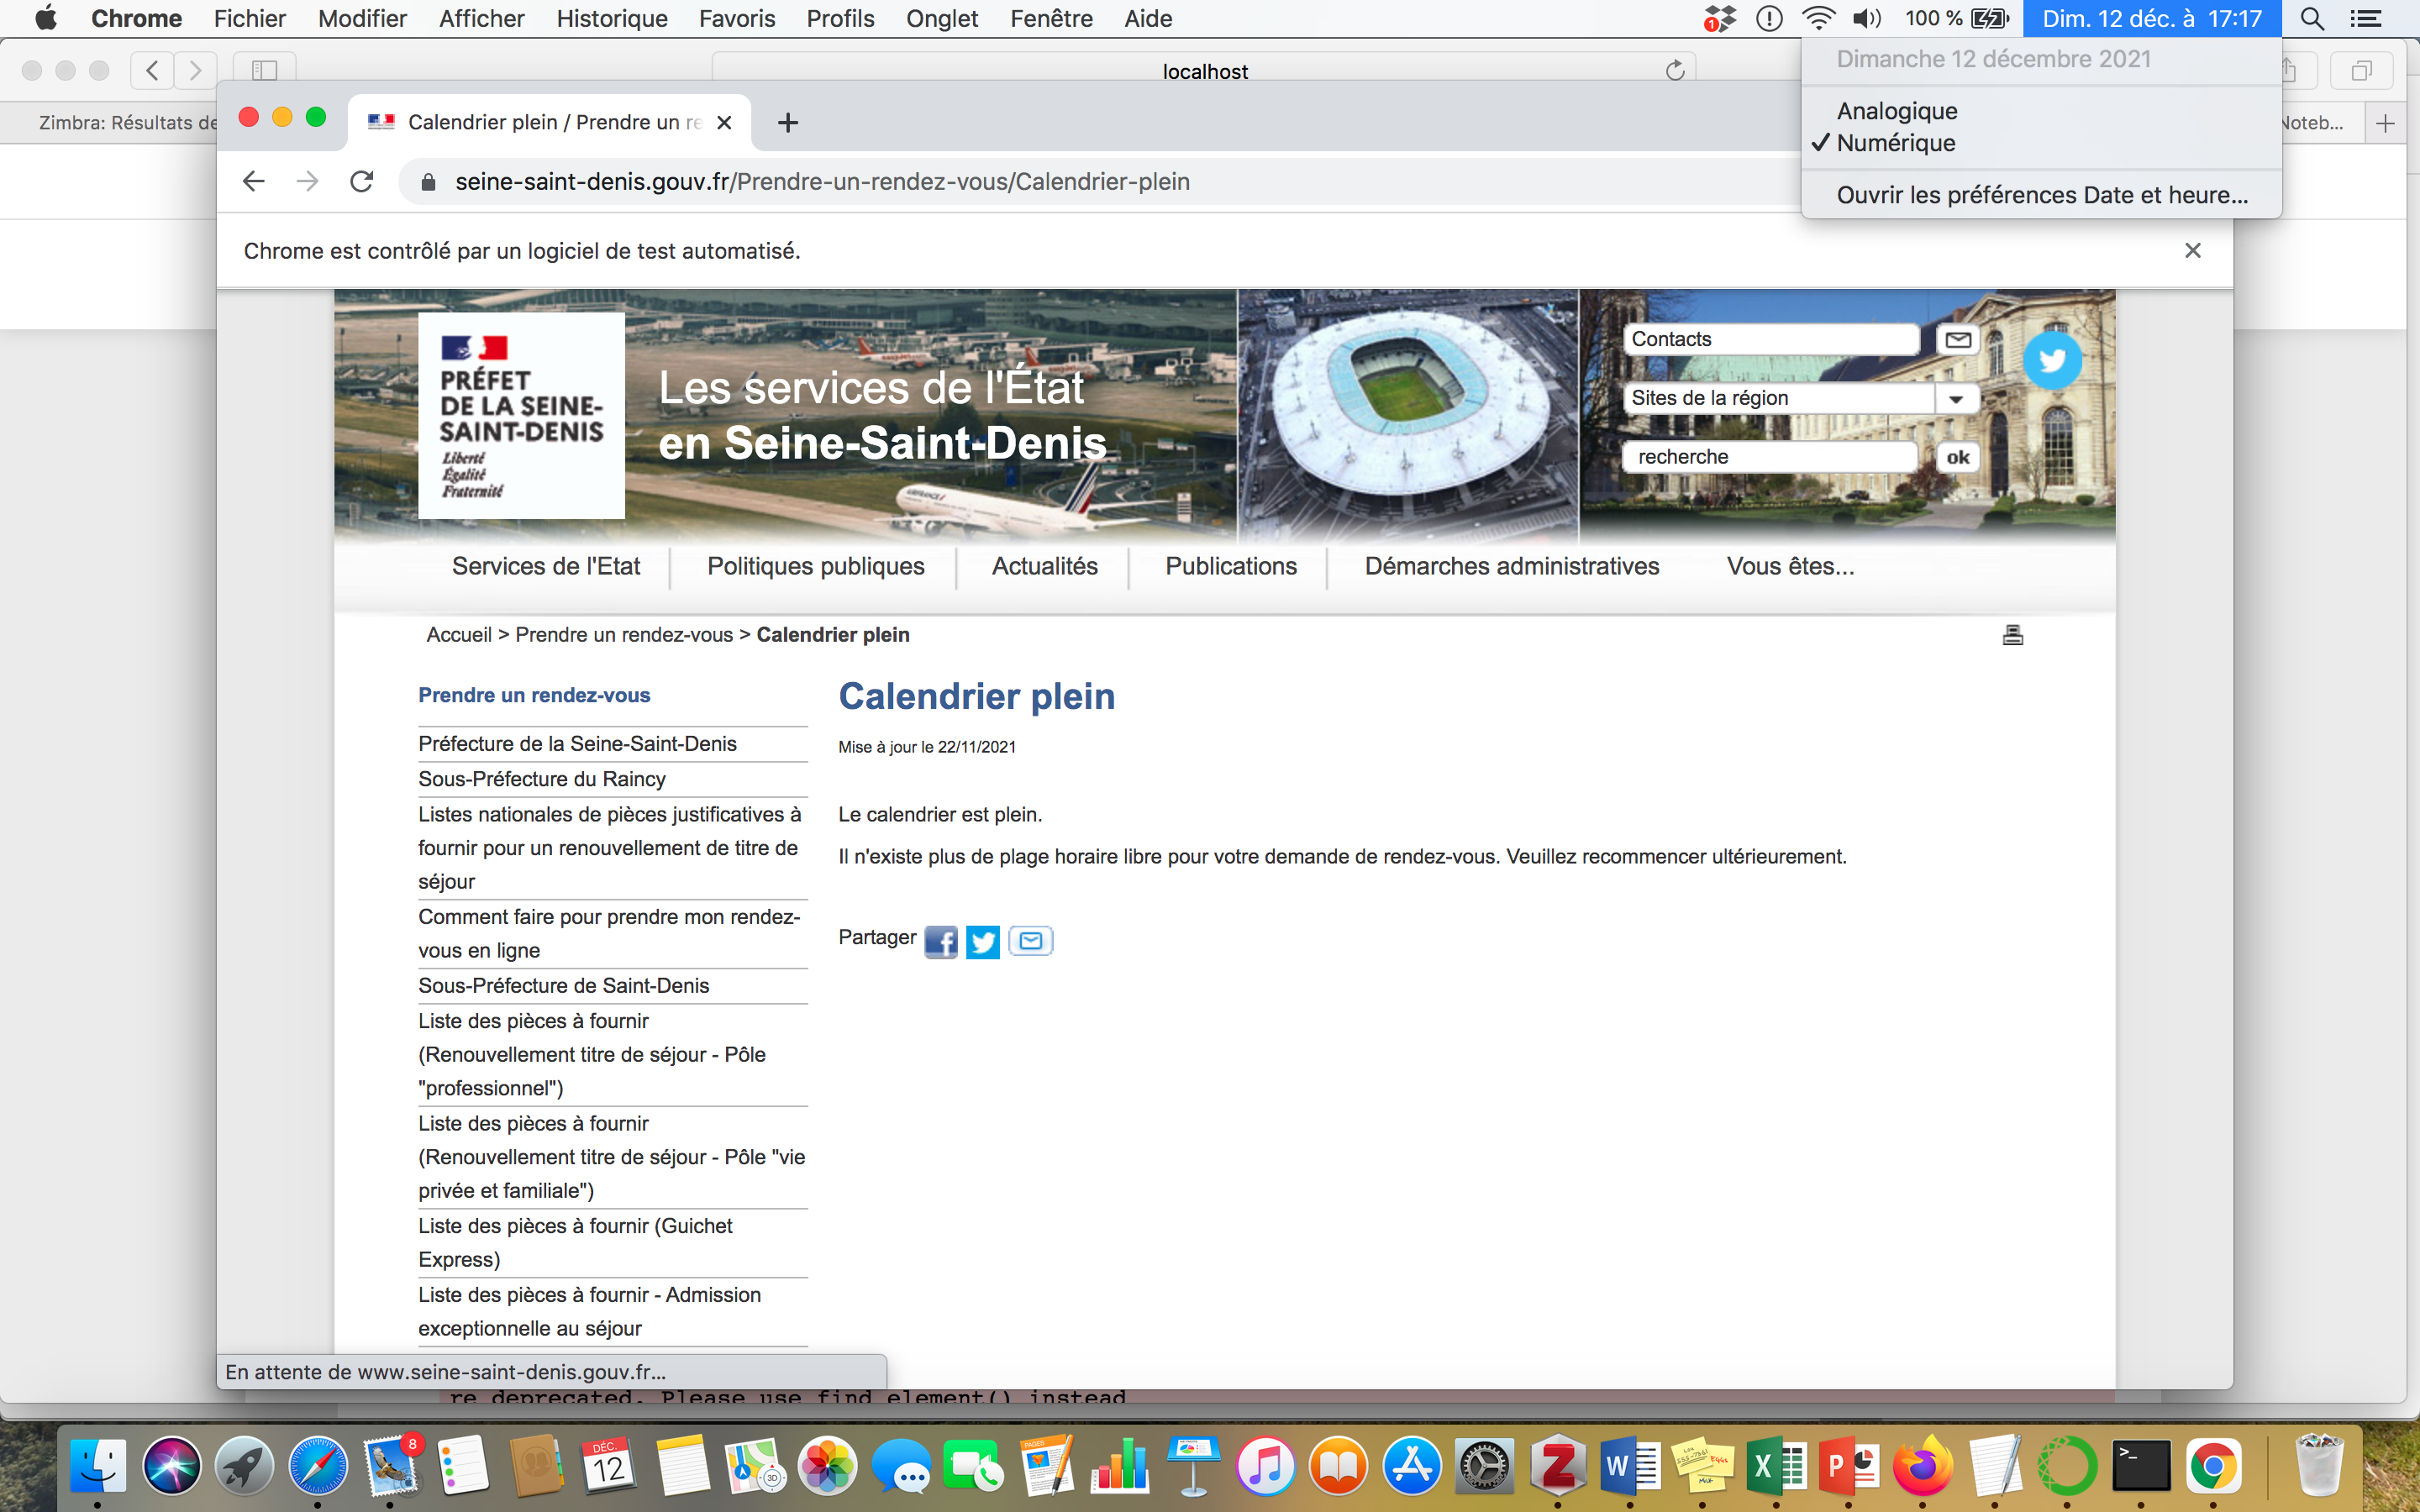 Chrome Fichier Modifier Afficher Historique Favoris Profils Onglet Fenêtre Aide
1 100 % Dim. 12 déc. à 17:17
Dimanche 12 décembre 2021
Analogique
✓ Numérique
Ouvrir les préférences Date et heure...
localhost
Zimbra: Résultats de
Noteb...
Calendrier plein / Prendre un re
seine-saint-denis.gouv.fr/Prendre-un-rendez-vous/Calendrier-plein
Chrome est contrôlé par un logiciel de test automatisé.
PRÉFET
DE LA SEINE-
SAINT-DENIS
Liberté
Égalité
Fraternité
Les services de l'État
en Seine-Saint-Denis
Contacts
Sites de la région
recherche
ok
Services de l'Etat
Politiques publiques
Actualités
Publications
Démarches administratives
Vous êtes...
Accueil > Prendre un rendez-vous > Calendrier plein
Prendre un rendez-vous
Préfecture de la Seine-Saint-Denis
Sous-Préfecture du Raincy
Listes nationales de pièces justificatives à
fournir pour un renouvellement de titre de
séjour
Comment faire pour prendre mon rendez-
vous en ligne
Sous-Préfecture de Saint-Denis
Liste des pièces à fournir
(Renouvellement titre de séjour - Pôle
"professionnel")
Liste des pièces à fournir
(Renouvellement titre de séjour - Pôle "vie
privée et familiale")
Liste des pièces à fournir (Guichet
Express)
Liste des pièces à fournir - Admission
exceptionnelle au séjour
Calendrier plein
Mise à jour le 22/11/2021
Le calendrier est plein.
Il n'existe plus de plage horaire libre pour votre demande de rendez-vous. Veuillez recommencer ultérieurement.
Partager
En attente de www.seine-saint-denis.gouv.fr...
re deprecated. Please use find_element() instead
8
DÉC.
12
3D
PAGES